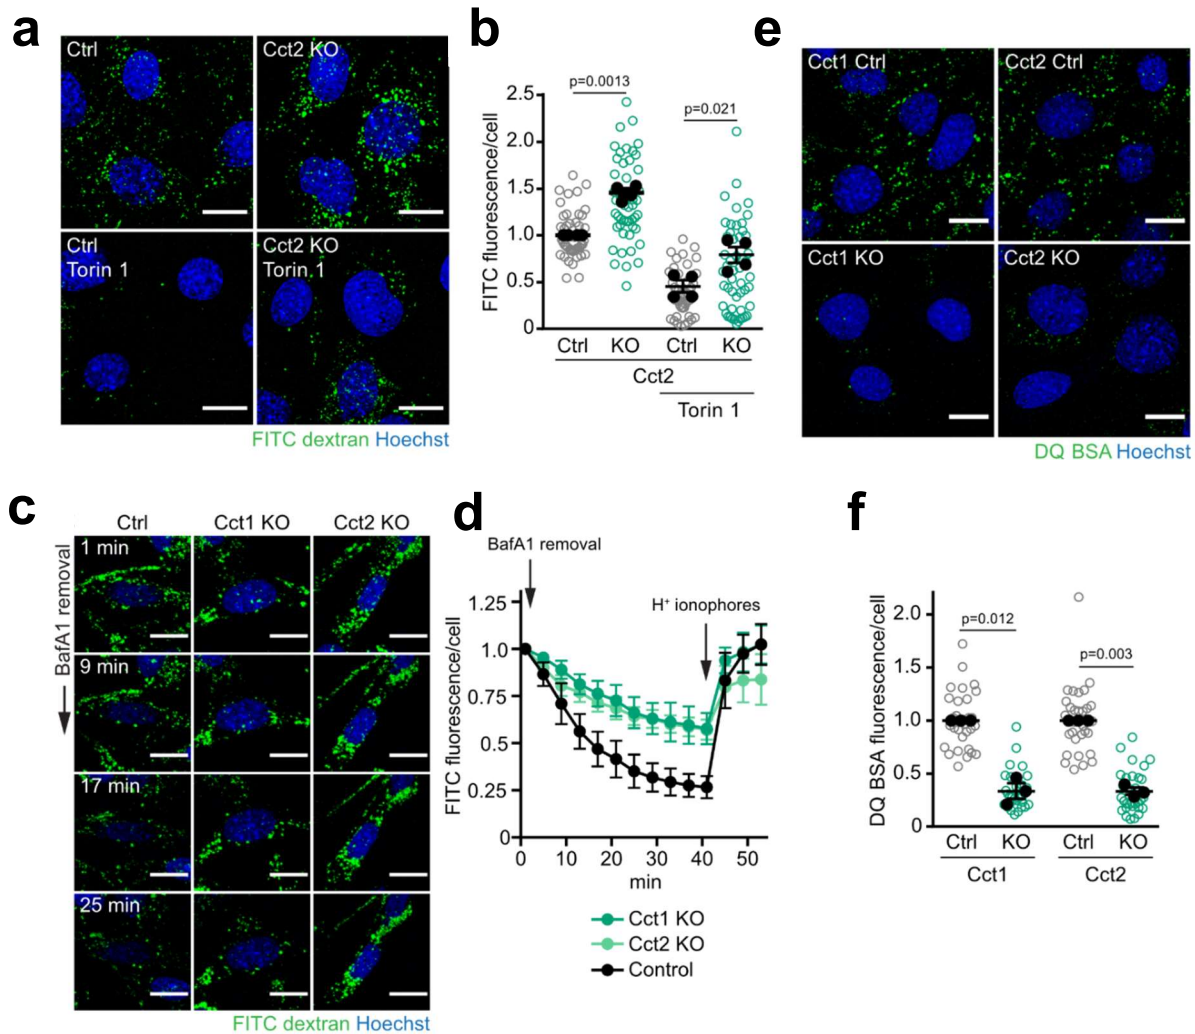 a
Ctrl
Cct2 KO
Ctrl
Torin 1
Cct2 KO
Torin 1
FITC dextran Hoechst
b
p=0.0013
p=0.021
FITC fluorescence/cell
2.5
2.0
1.5
1.0
0.5
0
Ctrl KO Ctrl KO
Cct2
Torin 1
e
Cct1 Ctrl
Cct2 Ctrl
Cct1 KO
Cct2 KO
DQ BSA Hoechst
c
Ctrl Cct1 KO Cct2 KO
BafA1 removal
1 min
9 min
17 min
25 min
FITC dextran Hoechst
d
BafA1 removal
H⁺ ionophores
FITC fluorescence/cell
1.25
1.0
0.75
0.5
0.25
0
0 10 20 30 40 50
min
Cct1 KO
Cct2 KO
Control
f
p=0.012
p=0.003
DQ BSA fluorescence/cell
2.0
1.5
1.0
0.5
0
Ctrl KO Ctrl KO
Cct1 Cct2